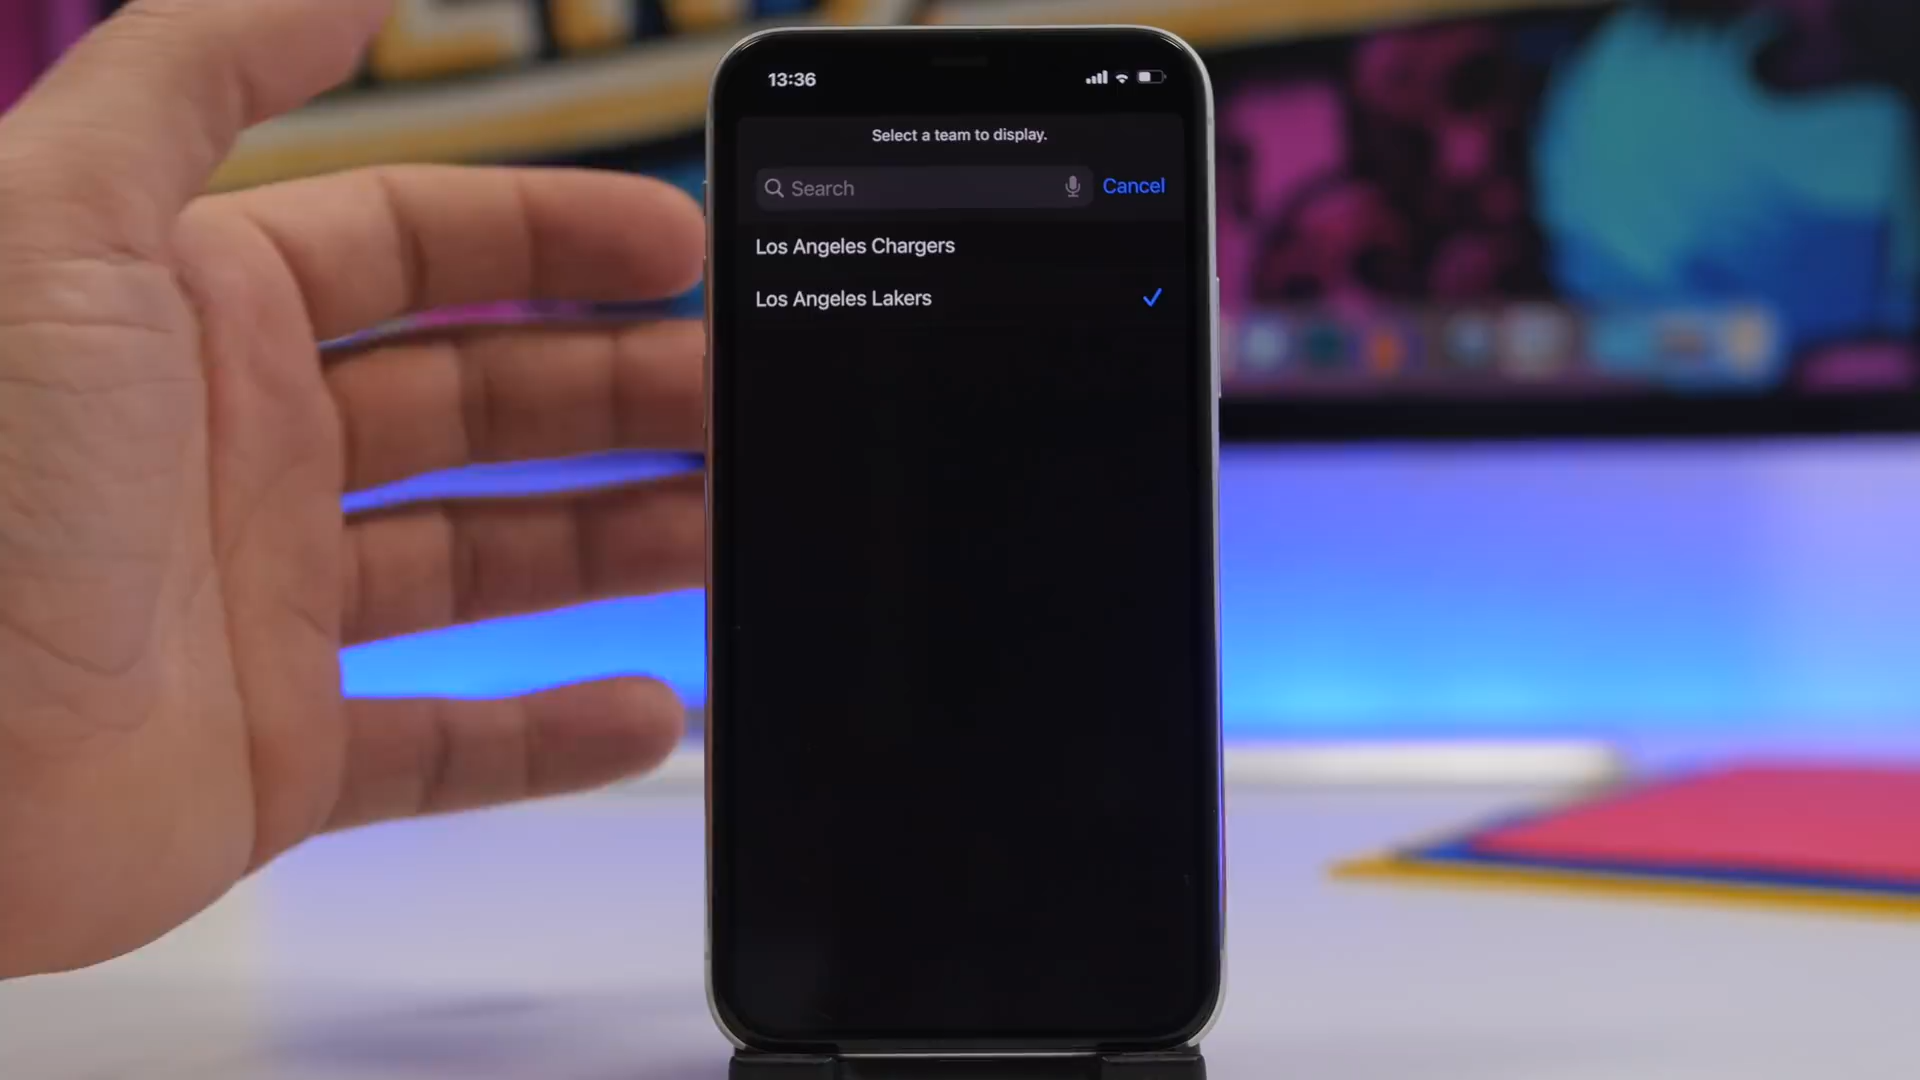 13:36
Select a team to display.
Search
Cancel
Los Angeles Chargers
Los Angeles Lakers